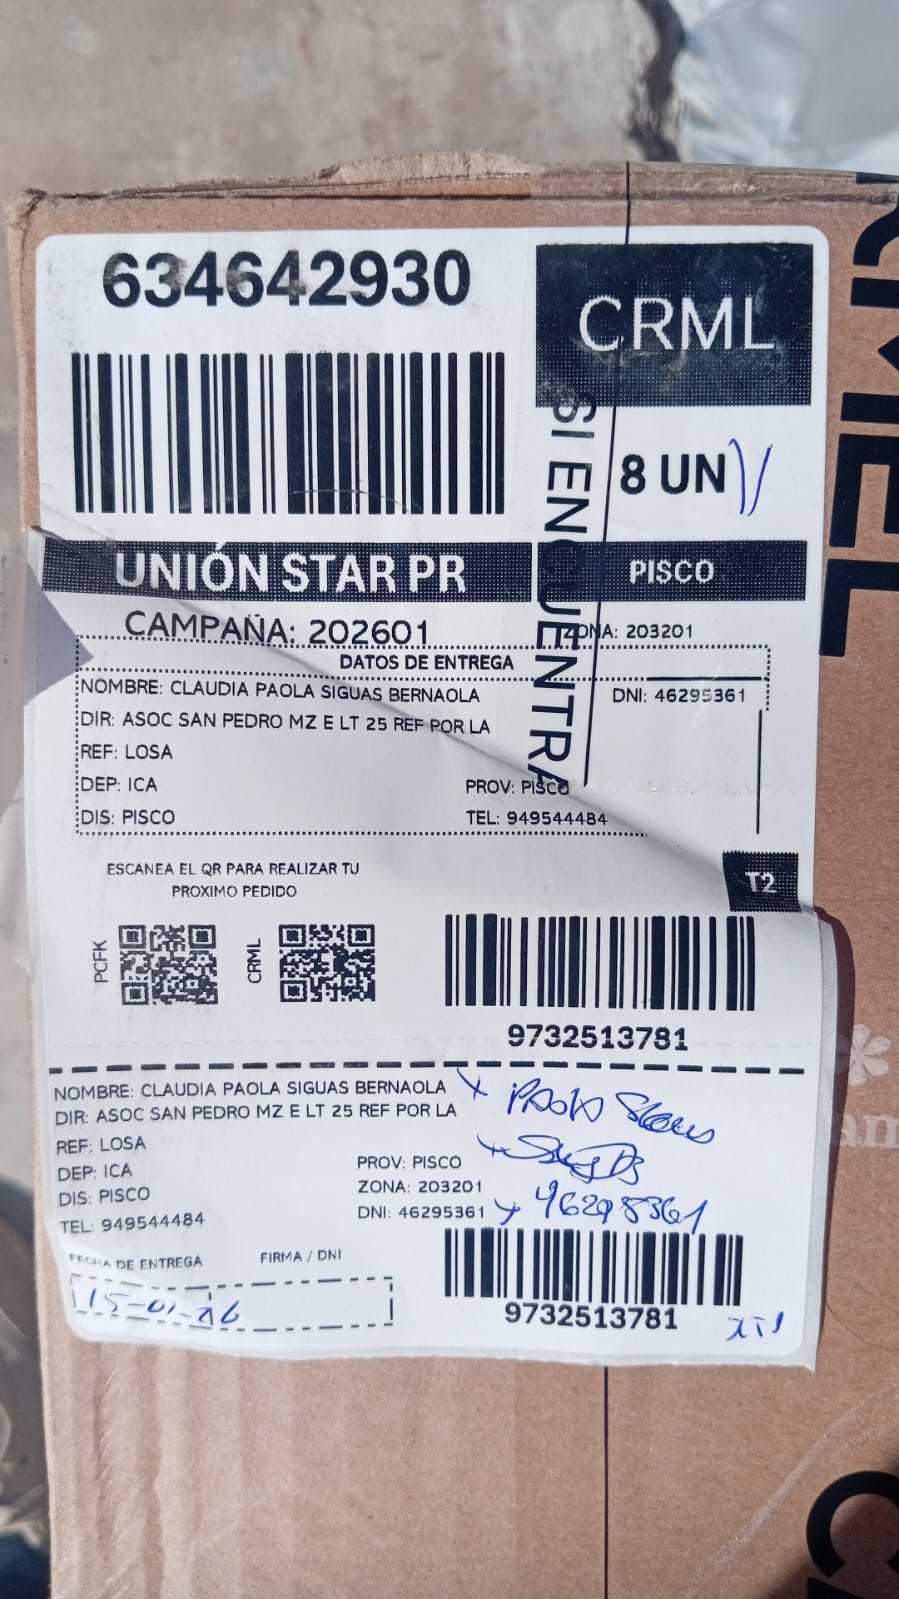 634642930
CRML
SI ENCUENTRA
8 UN
UNIÓN STAR PR
PISCO
CAMPAÑA: 202601
ZONA: 203201
DATOS DE ENTREGA
NOMBRE: CLAUDIA PAOLA SIGUAS BERNAOLA DNI: 46295361
DIR: ASOC SAN PEDRO MZ E LT 25 REF POR LA
REF: LOSA
DEP: ICA PROV: PISCO
DIS: PISCO TEL: 949544484
ESCANEA EL QR PARA REALIZAR TU
PROXIMO PEDIDO
T2
PCFK
CRML
9732513781
NOMBRE: CLAUDIA PAOLA SIGUAS BERNAOLA
DIR: ASOC SAN PEDRO MZ E LT 25 REF POR LA
REF: LOSA
DEP: ICA PROV: PISCO
DIS: PISCO ZONA: 203201
TEL: 949544484 DNI: 46295361
FECHA DE ENTREGA FIRMA / DNI
15-01-26
9732513781